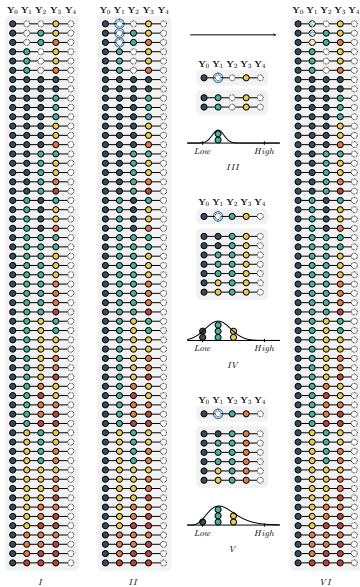 Y₀ Y₁ Y₂ Y₃ Y₄
Y₀ Y₁ Y₂ Y₃ Y₄
Y₀ Y₁ Y₂ Y₃ Y₄
Y₀ Y₁ Y₂ Y₃ Y₄
Low High
III
Y₀ Y₁ Y₂ Y₃ Y₄
Low High
IV
Y₀ Y₁ Y₂ Y₃ Y₄
Low High
V
I
II
VI